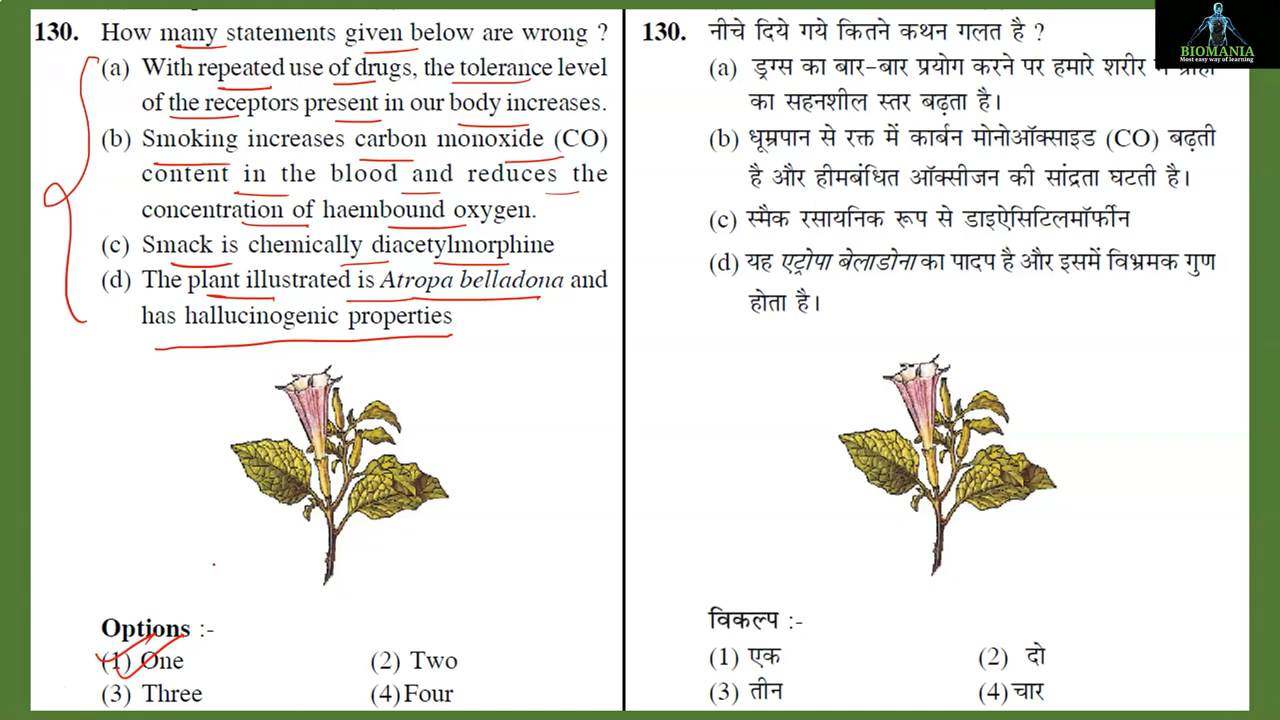 130. How many statements given below are wrong ?
(a) With repeated use of drugs, the tolerance level
of the receptors present in our body increases.
(b) Smoking increases carbon monoxide (CO)
content in the blood and reduces the
concentration of haembound oxygen.
(c) Smack is chemically diacetylmorphine
(d) The plant illustrated is Atropa belladona and
has hallucinogenic properties
Options :-
(1) One (2) Two
(3) Three (4) Four
130. नीचे दिये गये कितने कथन गलत है ?
(a) ड्रग्स का बार-बार प्रयोग करने पर हमारे शरीर
का सहनशील स्तर बढ़ता है।
(b) धूम्रपान से रक्त में कार्बन मोनोऑक्साइड (CO) बढ़ती
है और हीमबंधित ऑक्सीजन की सांद्रता घटती है।
(c) स्मैक रसायनिक रूप से डाइऐसिटिलमॉर्फीन
(d) यह एट्रोपा बेलाडोना का पादप है और इसमें विभ्रमक गुण
होता है।
विकल्प :-
(1) एक (2) दो
(3) तीन (4) चार
BIOMANIA
Most easy way of learning